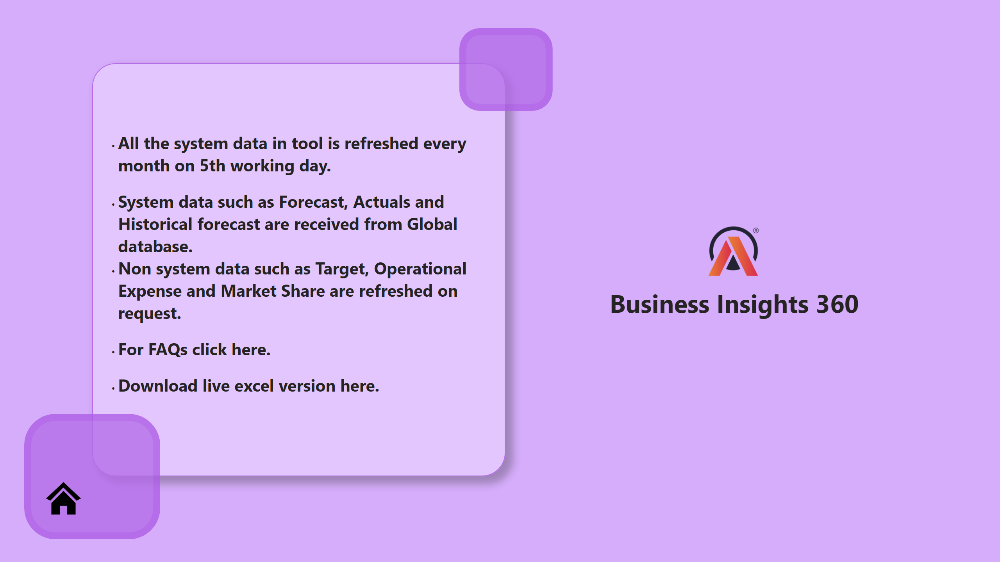 • All the system data in tool is refreshed every
month on 5th working day.
• System data such as Forecast, Actuals and
Historical forecast are received from Global
database.
• Non system data such as Target, Operational
Expense and Market Share are refreshed on
request.
• For FAQs click here.
• Download live excel version here.
®
Business Insights 360